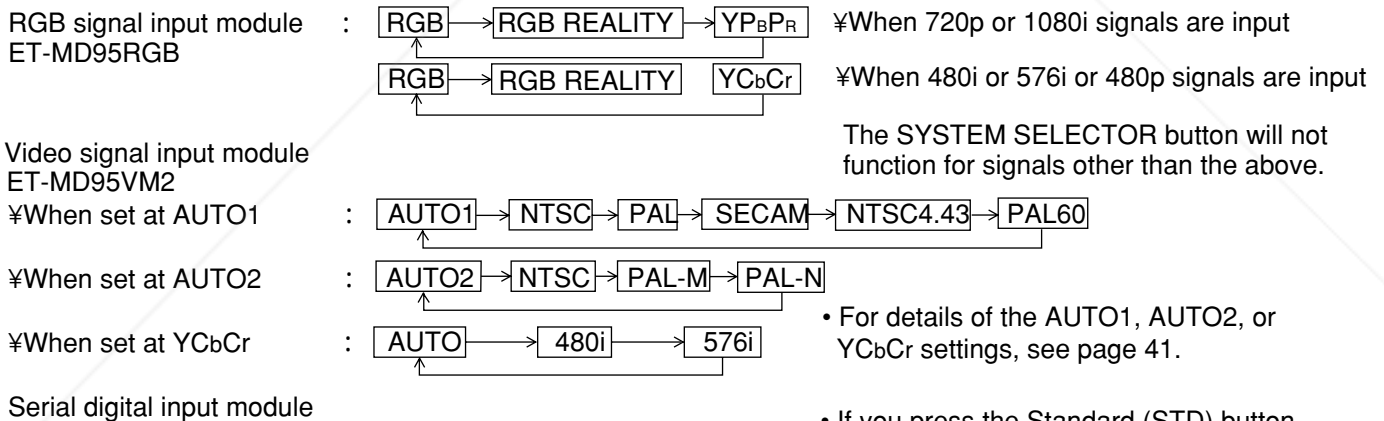 RGB signal input module : RGB RGB REALITY YPBPR ¥When 720p or 1080i signals are input
ET-MD95RGB
RGB RGB REALITY YCbCr ¥When 480i or 576i or 480p signals are input
The SYSTEM SELECTOR button will not
function for signals other than the above.
Video signal input module
ET-MD95VM2
¥When set at AUTO1 : AUTO1 NTSC PAL SECAM NTSC4.43 PAL60
¥When set at AUTO2 : AUTO2 NTSC PAL-M PAL-N
• For details of the AUTO1, AUTO2, or
YCbCr settings, see page 41.
¥When set at YCbCr : AUTO 480i 576i
Serial digital input module
• If you press the Standard (STD) button